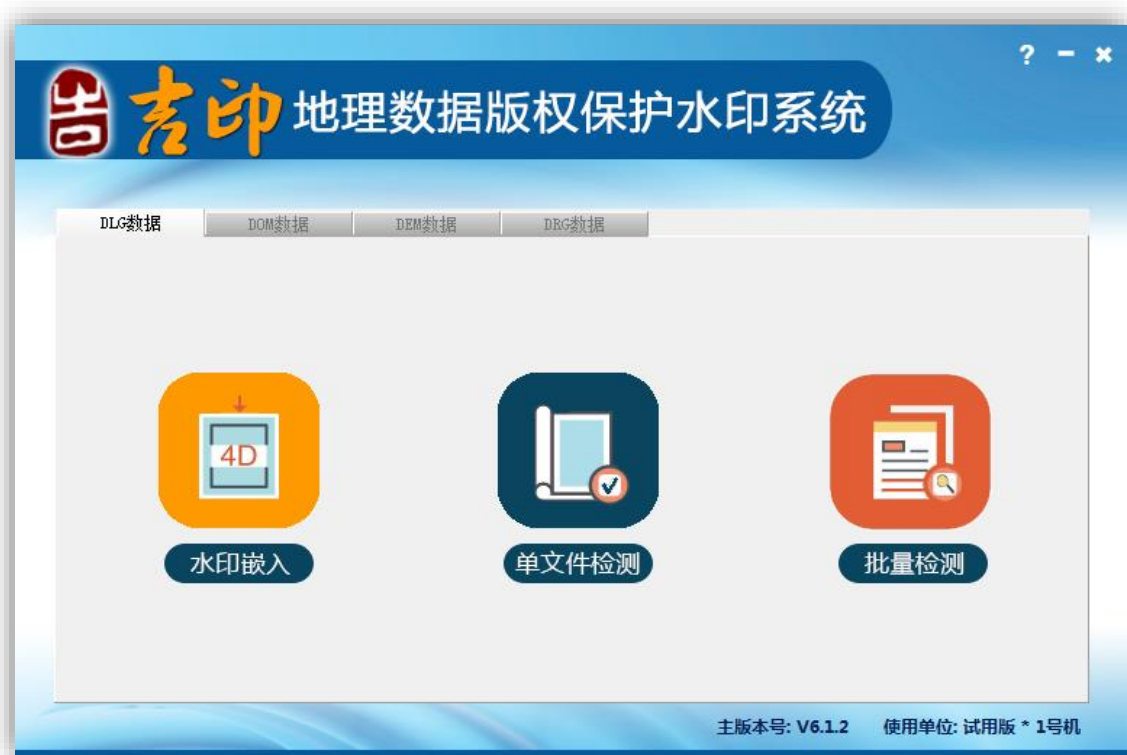 ? - ×
吉 吉印 地理数据版权保护水印系统
DLG数据 DOM数据 DEM数据 DRG数据
4D
水印嵌入 单文件检测 批量检测
主版本号: V6.1.2 使用单位: 试用版 * 1号机